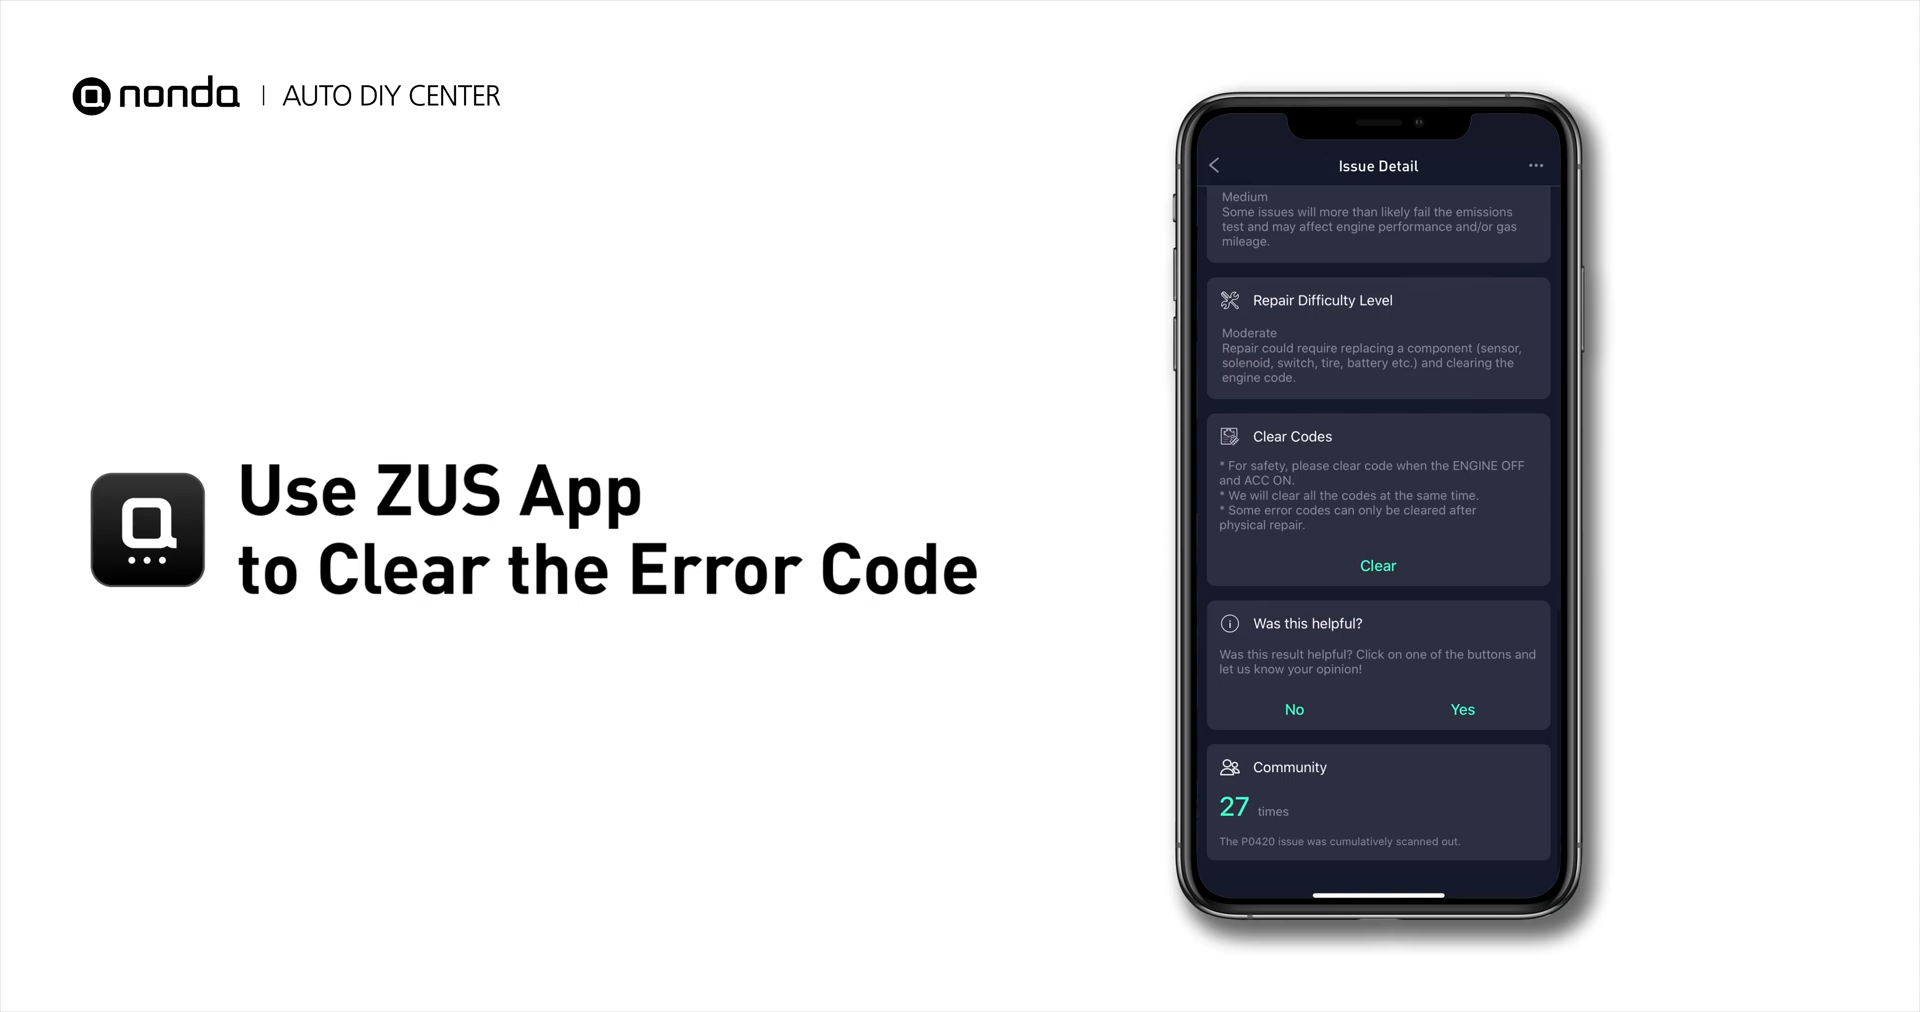 nonda | AUTO DIY CENTER
Use ZUS App
to Clear the Error Code
Issue Detail
Medium
Some issues will more than likely fail the emissions
test and may affect engine performance and/or gas
mileage.
Repair Difficulty Level
Moderate
Repair could require replacing a component (sensor,
solenoid, switch, tire, battery etc.) and clearing the
engine code.
Clear Codes
* For safety, please clear code when the ENGINE OFF
and ACC ON.
* We will clear all the codes at the same time.
* Some error codes can only be cleared after
physical repair.
Clear
Was this helpful?
Was this result helpful? Click on one of the buttons and
let us know your opinion!
No Yes
Community
27 times
The P0420 issue was cumulatively scanned out.